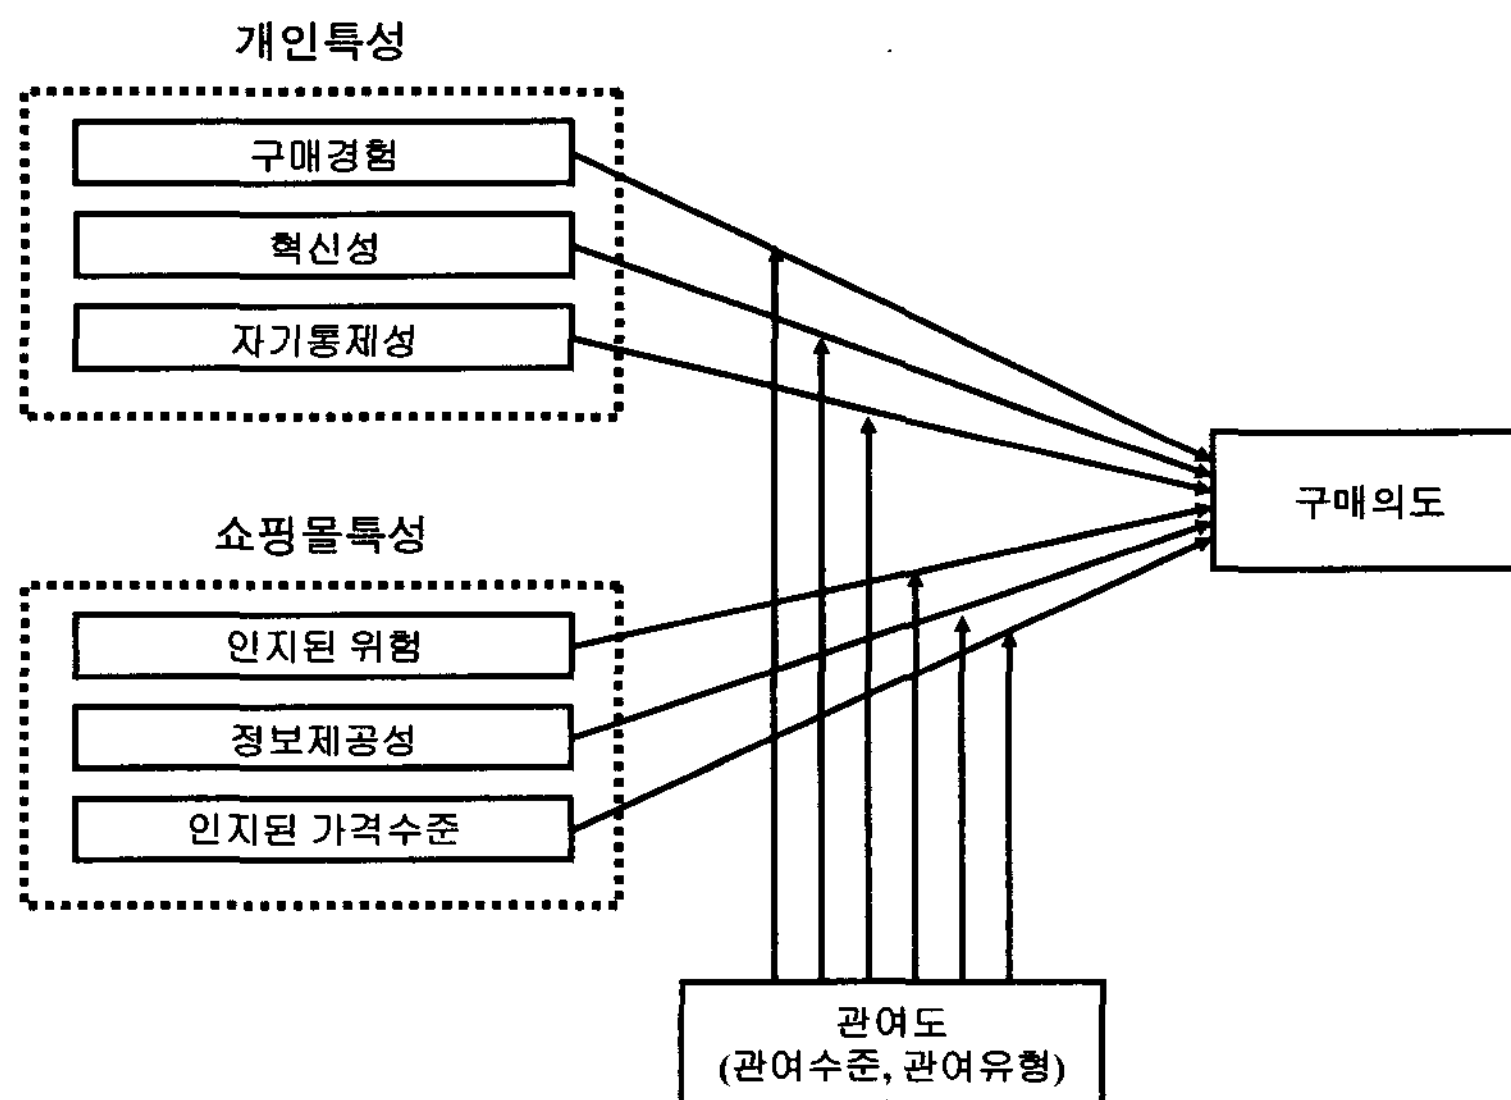 개인특성
구매경험
혁신성
자기통제성
구매의도
쇼핑몰특성
인지된 위험
정보제공성
인지된 가격수준
관여도
(관여수준, 관여유형)